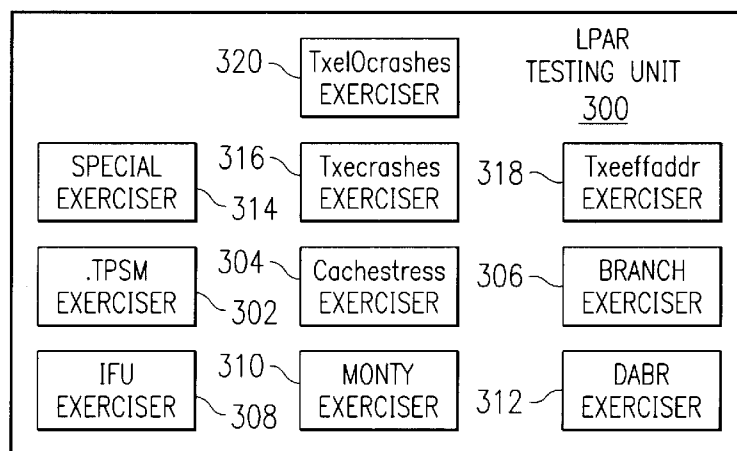 320
Txel0crashes
EXERCISER
LPAR
TESTING UNIT
300
SPECIAL
EXERCISER
314
316
Txecrashes
EXERCISER
318
Txeeffaddr
EXERCISER
.TPSM
EXERCISER
302
304
Cachestress
EXERCISER
306
BRANCH
EXERCISER
IFU
EXERCISER
308
310
MONTY
EXERCISER
312
DABR
EXERCISER